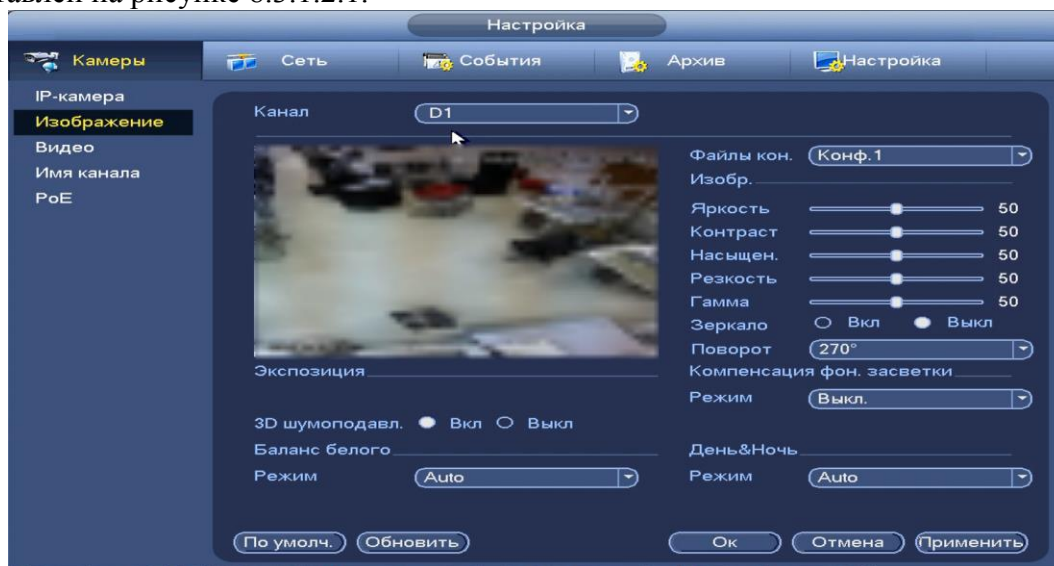 тавлен на рисунке 6.5.1.2.1.
Настройка
Камеры Сеть События Архив Настройка
IP-камера
Изображение
Видео
Имя канала
PoE
Канал D1
Файлы кон. Конф.1
Изобр.
Яркость 50
Контраст 50
Насыщен. 50
Резкость 50
Гамма 50
Зеркало Вкл Выкл
Поворот 270°
Экспозиция
Компенсация фон. засветки
Режим Выкл.
3D шумоподавл. Вкл Выкл
Баланс белого
День&Ночь
Режим Auto
Режим Auto
По умолч. Обновить Ок Отмена Применить